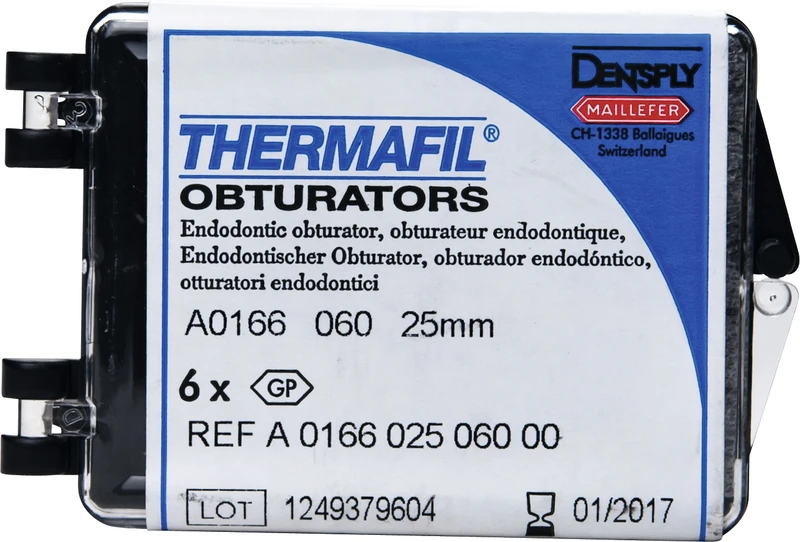 DENTSPLY
MAILLEFER
CH-1338 Ballaigues
Switzerland
THERMAFIL®
OBTURATORS
Endodontic obturator, obturateur endodontique,
Endodontischer Obturator, obturador endodóntico,
otturatori endodontici
A0166 060 25mm
6 x GP
REF A 0166 025 060 00
LOT 1249379604 01/2017